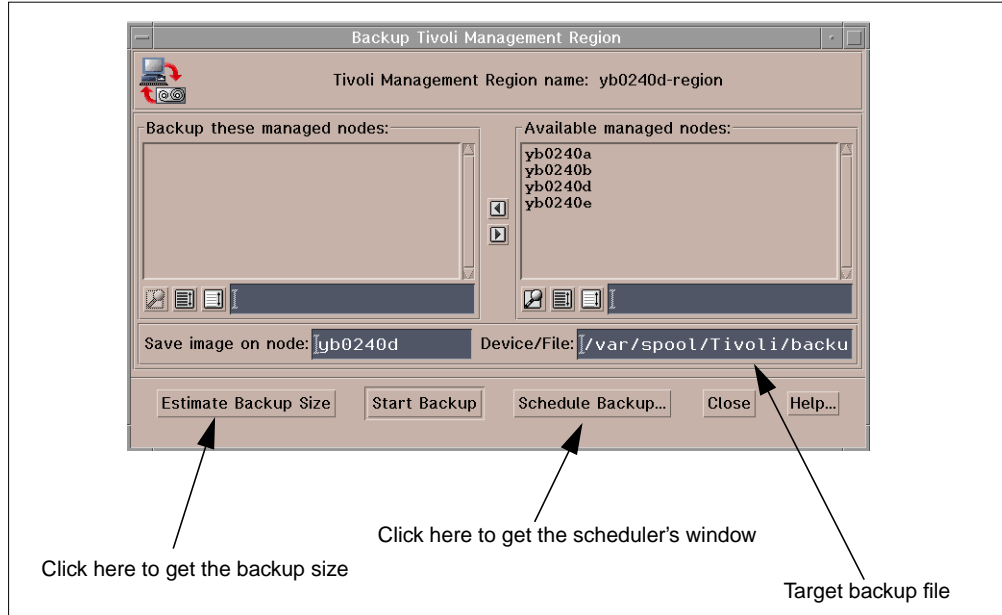 Backup Tivoli Management Region
Tivoli Management Region name: yb0240d-region
Backup these managed nodes:
Available managed nodes:
yb0240a
yb0240b
yb0240d
yb0240e
Save image on node: yb0240d
Device/File: /var/spool/Tivoli/backu
Estimate Backup Size
Start Backup
Schedule Backup...
Close
Help...
Click here to get the scheduler's window
Click here to get the backup size
Target backup file